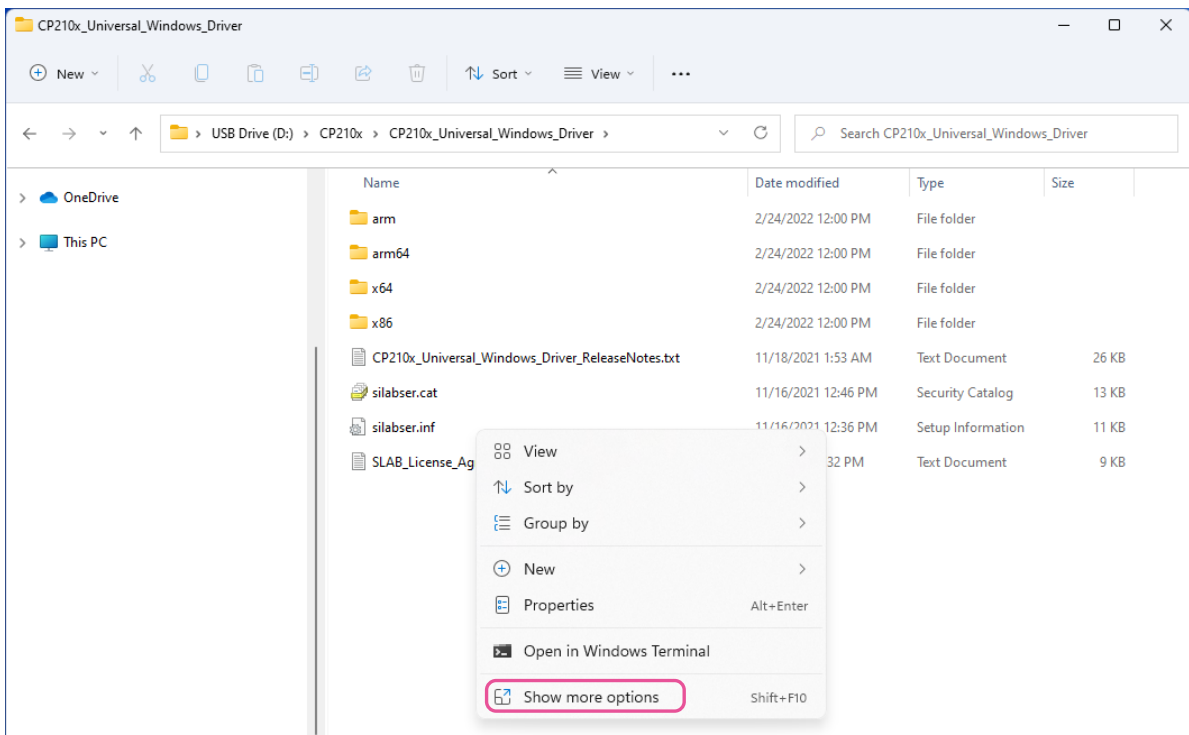 CP210x_Universal_Windows_Driver
New Sort View
USB Drive (D:) > CP210x > CP210x_Universal_Windows_Driver > Search CP210x_Universal_Windows_Driver
OneDrive
This PC
Name Date modified Type Size
arm 2/24/2022 12:00 PM File folder
arm64 2/24/2022 12:00 PM File folder
x64 2/24/2022 12:00 PM File folder
x86 2/24/2022 12:00 PM File folder
CP210x_Universal_Windows_Driver_ReleaseNotes.txt 11/18/2021 1:53 AM Text Document 26 KB
silabser.cat 11/16/2021 12:46 PM Security Catalog 13 KB
silabser.inf 11/16/2021 12:36 PM Setup Information 11 KB
SLAB_License_Ag 32 PM Text Document 9 KB
View
Sort by
Group by
New
Properties Alt+Enter
Open in Windows Terminal
Show more options Shift+F10